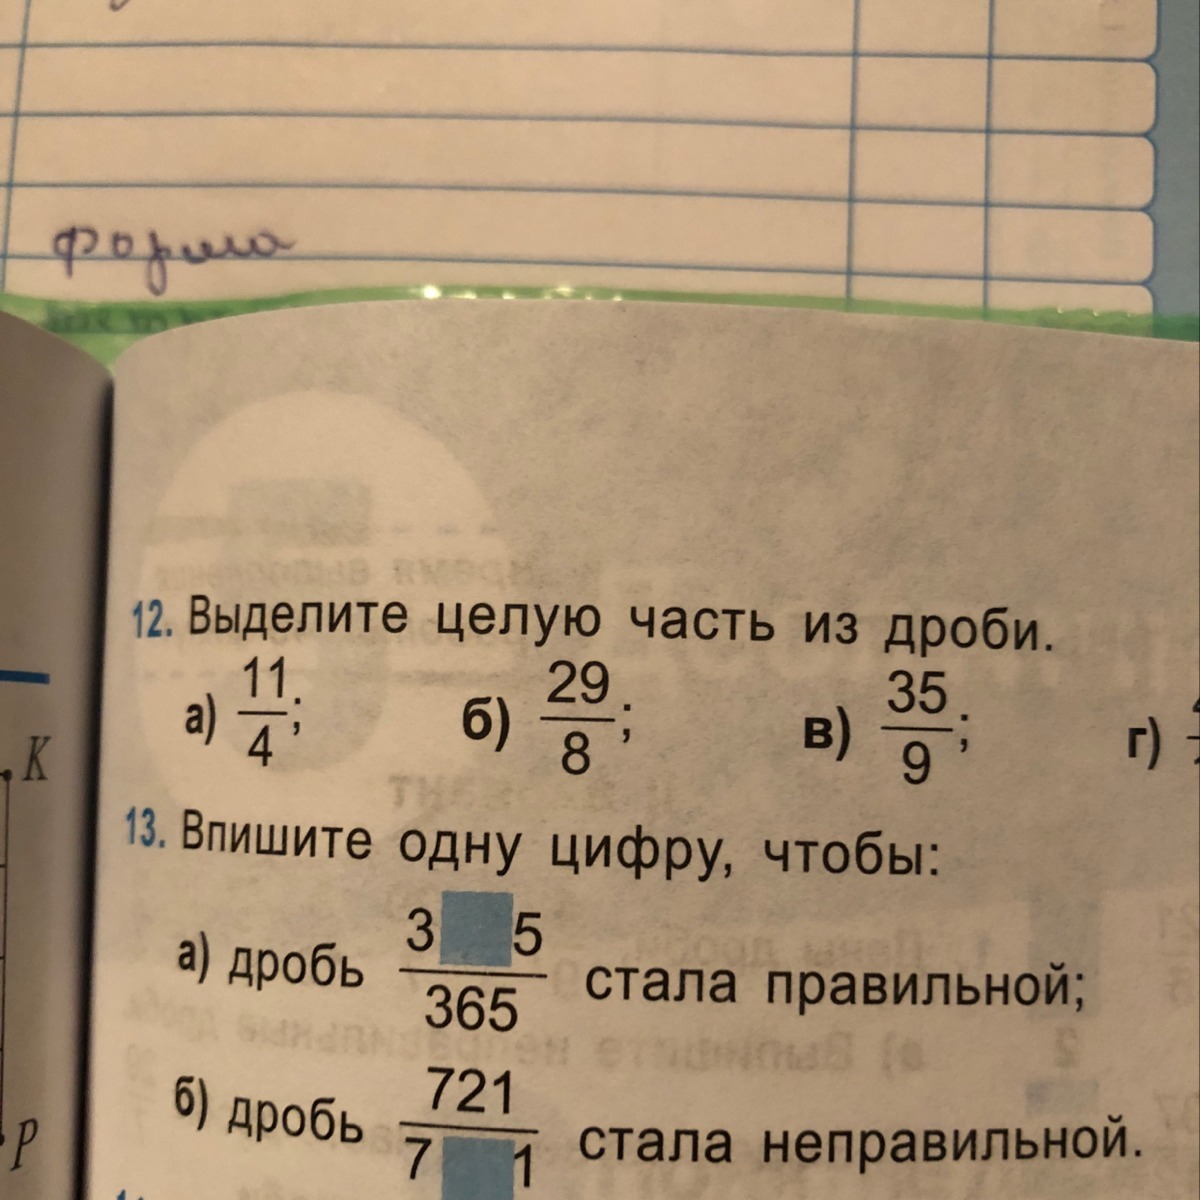 форма
12. Выделите целую часть из дроби.
а) 11/4; б) 29/8; в) 35/9; г)
13. Впишите одну цифру, чтобы:
а) дробь 3 5/365 стала правильной;
б) дробь 721/7 1 стала неправильной.
K
P